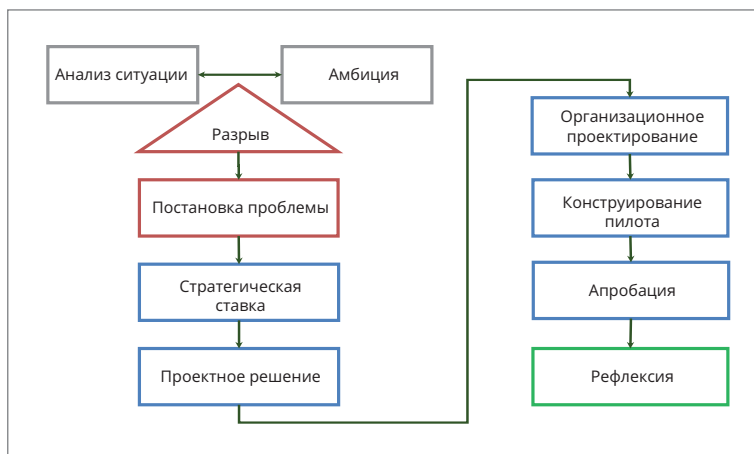 Анализ ситуации
Амбиция
Разрыв
Постановка проблемы
Стратегическая
ставка
Проектное решение
Организационное
проектирование
Конструирование
пилота
Апробация
Рефлексия